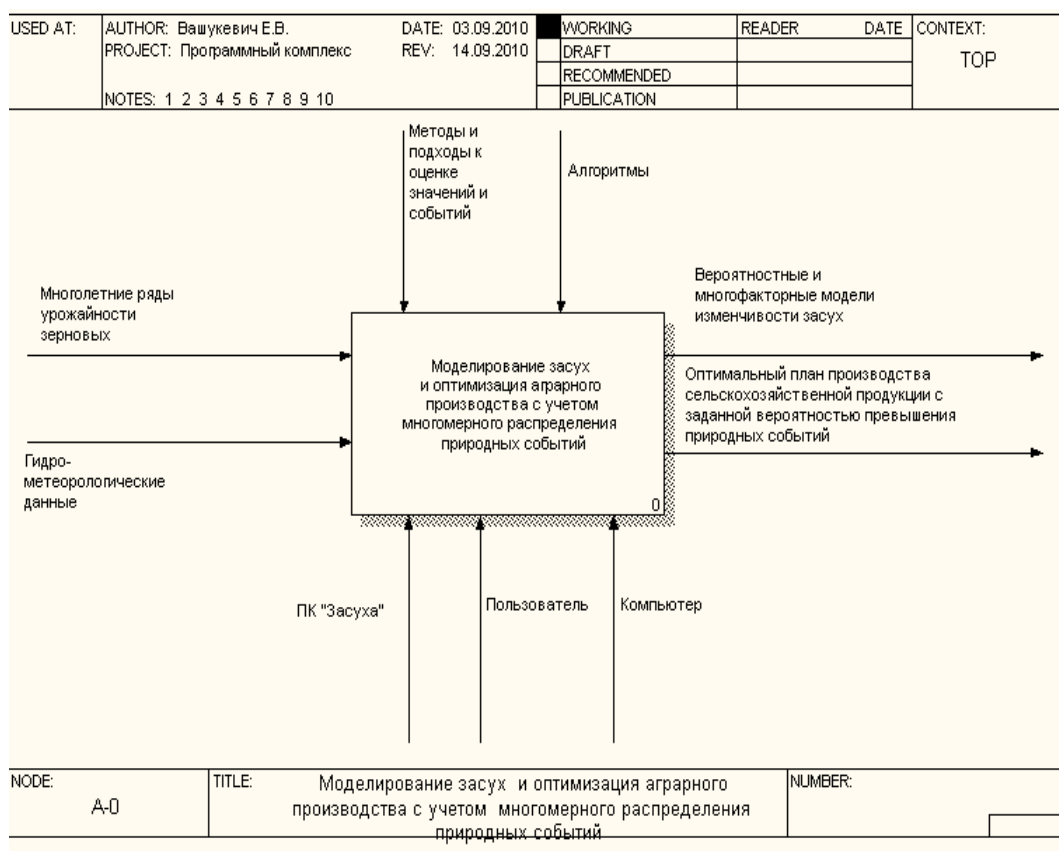 USED AT:
AUTHOR: Вашукевич Е.В.
DATE: 03.09.2010
WORKING
READER
DATE
CONTEXT:
PROJECT: Программный комплекс
REV: 14.09.2010
DRAFT
TOP
RECOMMENDED
NOTES: 1 2 3 4 5 6 7 8 9 10
PUBLICATION
Методы и
подходы к
оценке
значений и
событий
Алгоритмы
Многолетние ряды
урожайности
зерновых
Вероятностные и
многофакторные модели
изменчивости засух
Моделирование засух
и оптимизация аграрного
производства с учетом
многомерного распределения
природных событий
0
Оптимальный план производства
сельскохозяйственной продукции с
заданной вероятностью превышения
природных событий
Гидро-
метеорологические
данные
ПК "Засуха"
Пользователь
Компьютер
NODE:
A-0
TITLE:
Моделирование засух и оптимизация аграрного
производства с учетом многомерного распределения
природных событий
NUMBER: